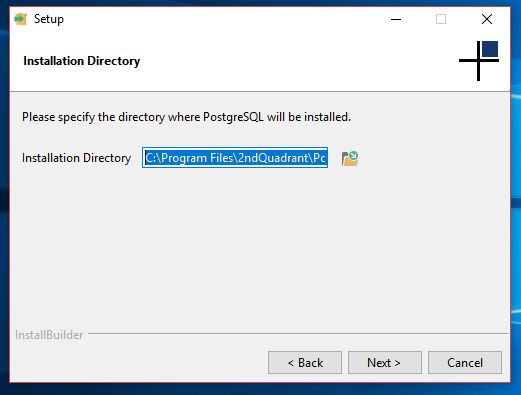 Setup
Installation Directory
Please specify the directory where PostgreSQL will be installed.
Installation Directory C:\Program Files\2ndQuadrant\Pc
InstallBuilder
< Back Next > Cancel